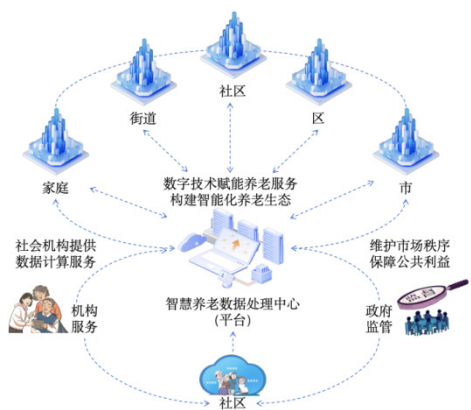 社区
街道
区
家庭
市
数字技术赋能养老服务
构建智能化养老生态
社会机构提供
数据计算服务
维护市场秩序
保障公共利益
机构
服务
智慧养老数据处理中心
(平台)
政府
监管
社区